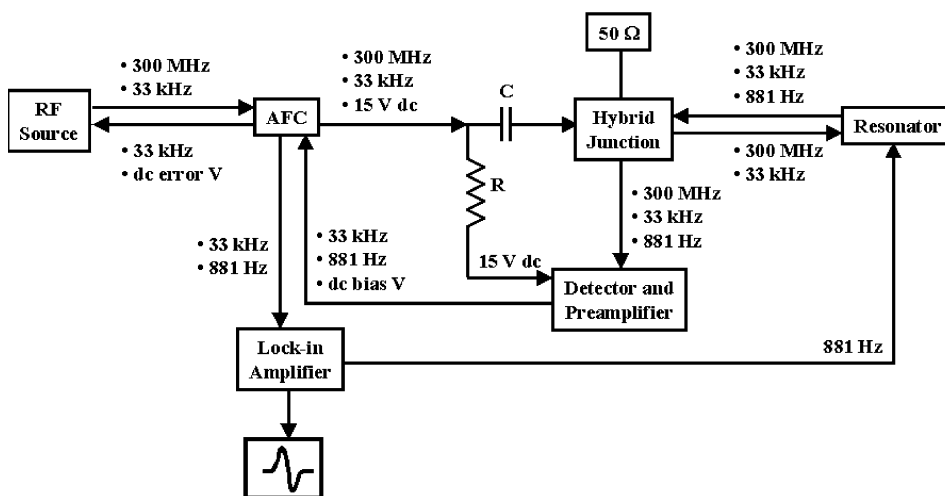 50 Ω
• 300 MHz
• 33 kHz
• 300 MHz
• 33 kHz
• 15 V dc
• 300 MHz
• 33 kHz
• 881 Hz
RF
Source
AFC
C
Hybrid
Junction
Resonator
• 33 kHz
• dc error V
• 300 MHz
• 33 kHz
R
• 300 MHz
• 33 kHz
• 881 Hz
• 33 kHz
• 881 Hz
• 33 kHz
• 881 Hz
• dc bias V
15 V dc
Detector and
Preamplifier
Lock-in
Amplifier
881 Hz